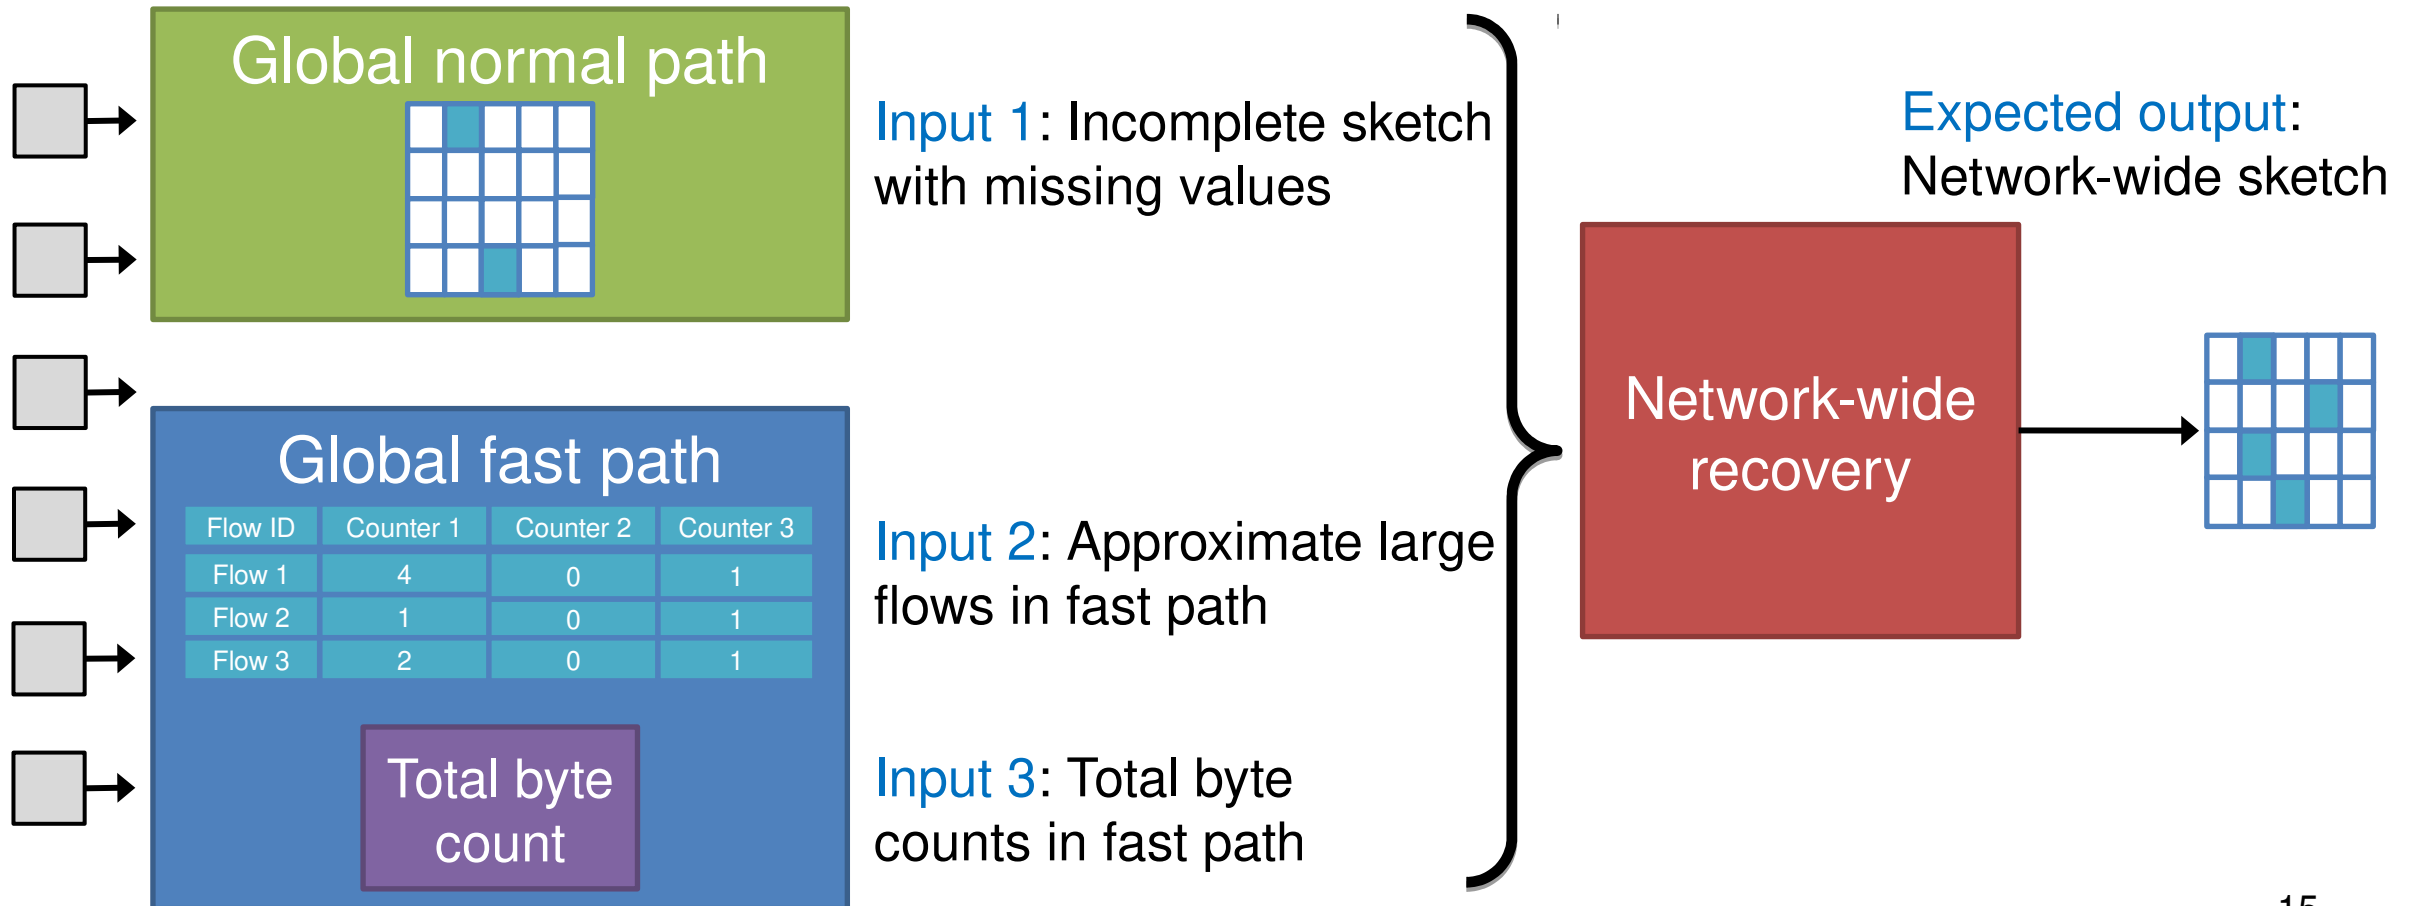 Global normal path
Input 1: Incomplete sketch
with missing values
Expected output:
Network-wide sketch
Global fast path
Flow ID Counter 1 Counter 2 Counter 3
Flow 1 4 0 1
Flow 2 1 0 1
Flow 3 2 0 1
Total byte
count
Input 2: Approximate large
flows in fast path
Input 3: Total byte
counts in fast path
Network-wide
recovery
15